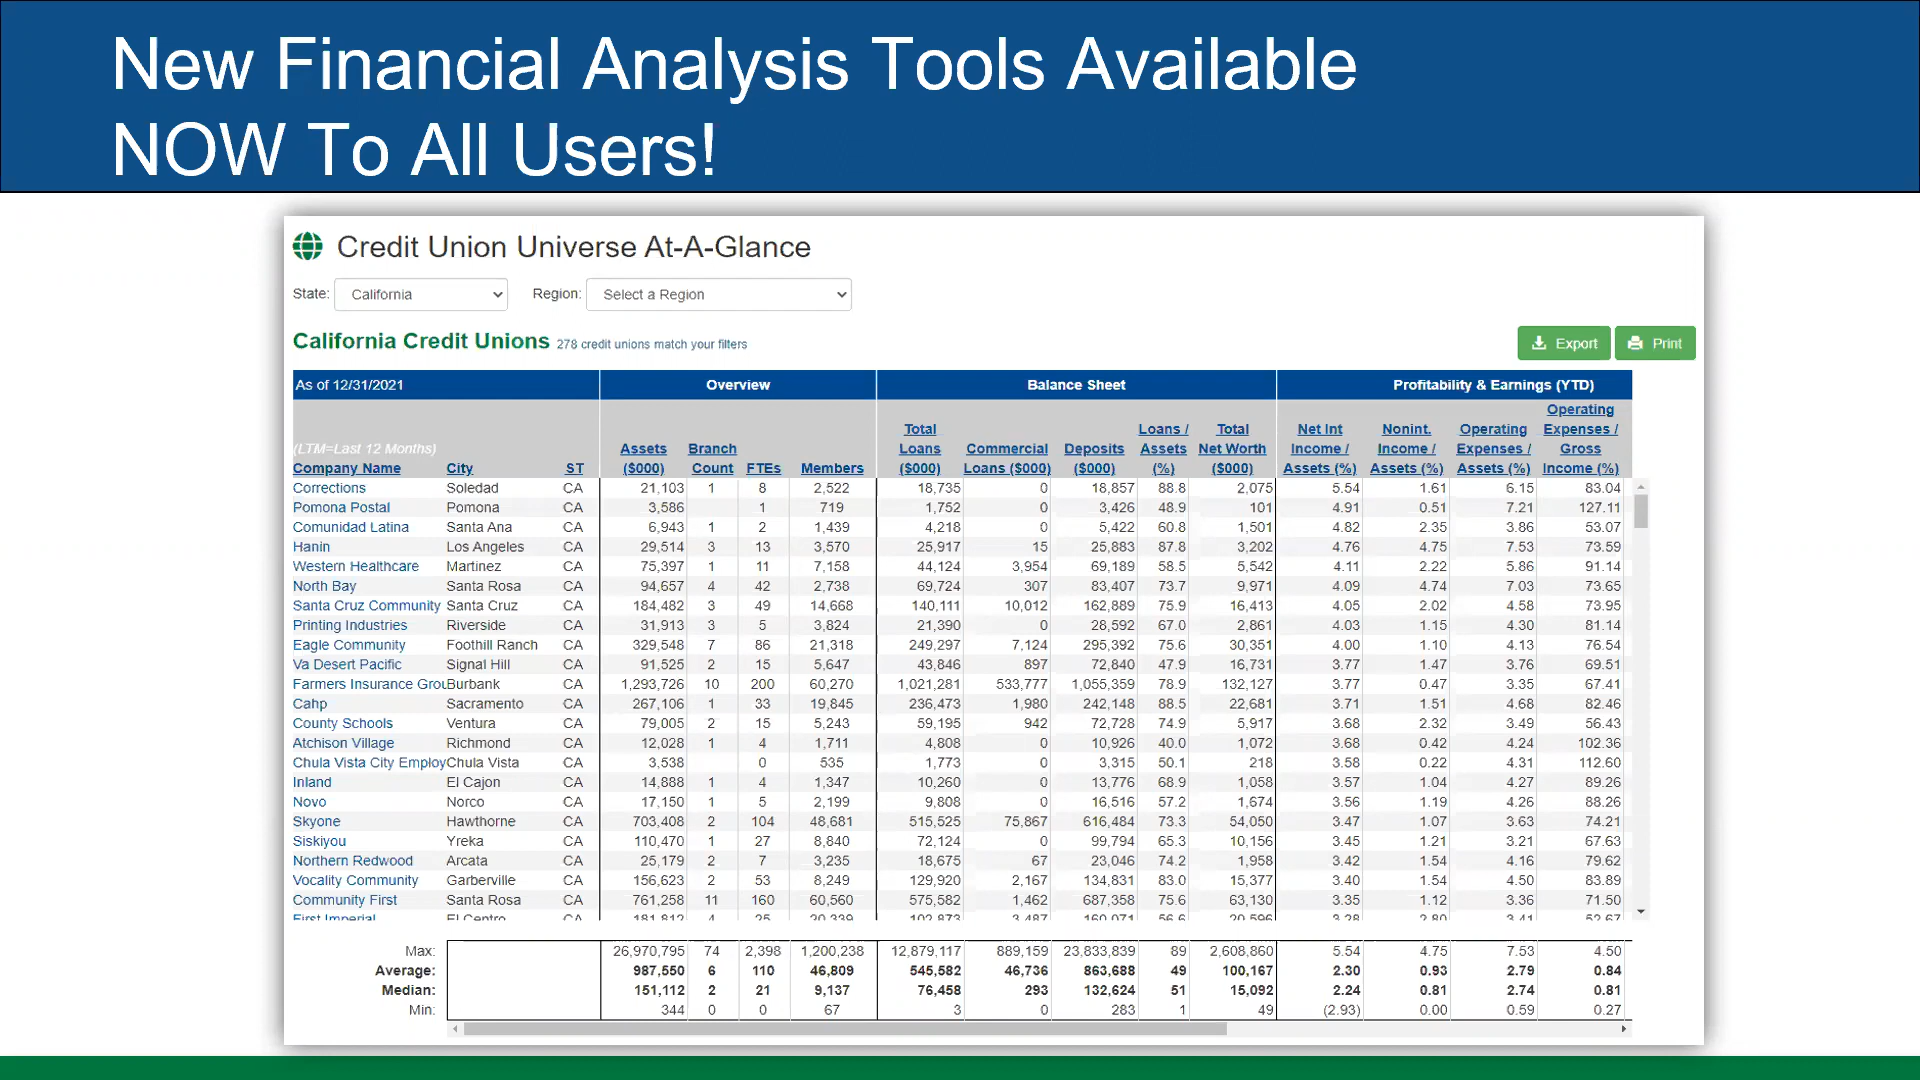 New Financial Analysis Tools Available
NOW To All Users!
Credit Union Universe At-A-Glance
State: California Region: Select a Region
California Credit Unions 278 credit unions match your filters Export Print
As of 12/31/2021 Overview Balance Sheet Profitability & Earnings (YTD)
(LTM=Last 12 Months)
Company Name City ST Assets ($000) Branch Count FTEs Members Total Loans ($000) Commercial Loans ($000) Deposits ($000) Loans / Assets (%) Total Net Worth ($000) Net Int Income / Assets (%) Nonint. Income / Assets (%) Operating Expenses / Assets (%) Operating Expenses / Gross Income (%)
Corrections Soledad CA 21,103 1 8 2,522 18,735 0 18,857 88.8 2,075 5.54 1.61 6.15 83.04
Pomona Postal Pomona CA 3,586 1 719 1,752 0 3,426 48.9 101 4.91 0.51 7.21 127.11
Comunidad Latina Santa Ana CA 6,943 1 2 1,439 4,218 0 5,422 60.8 1,501 4.82 2.35 3.86 53.07
Hanin Los Angeles CA 29,514 3 13 3,570 25,917 15 25,883 87.8 3,202 4.76 4.75 7.53 73.59
Western Healthcare Martinez CA 75,397 1 11 7,158 44,124 3,954 69,189 58.5 5,542 4.11 2.22 5.86 91.14
North Bay Santa Rosa CA 94,657 4 42 2,738 69,724 307 83,407 73.7 9,971 4.09 4.74 7.03 73.65
Santa Cruz Community Santa Cruz CA 184,482 3 49 14,668 140,111 10,012 162,889 75.9 16,413 4.05 2.02 4.58 73.95
Printing Industries Riverside CA 31,913 3 5 3,824 21,390 0 28,592 67.0 2,861 4.03 1.15 4.30 81.14
Eagle Community Foothill Ranch CA 329,548 7 86 21,318 249,297 7,124 295,392 75.6 30,351 4.00 1.10 4.13 76.54
Va Desert Pacific Signal Hill CA 91,525 2 15 5,647 43,846 897 72,840 47.9 16,731 3.77 1.47 3.76 69.51
Farmers Insurance Grou Burbank CA 1,293,726 10 200 60,270 1,021,281 533,777 1,055,359 78.9 132,127 3.77 0.47 3.35 67.41
Cahp Sacramento CA 267,106 1 33 19,845 236,473 1,980 242,148 88.5 22,681 3.71 1.51 4.68 82.46
County Schools Ventura CA 79,005 2 15 5,243 59,195 942 72,728 74.9 5,917 3.68 2.32 3.49 56.43
Atchison Village Richmond CA 12,028 1 4 1,711 4,808 0 10,926 40.0 1,072 3.68 0.42 4.24 102.36
Chula Vista City Employ Chula Vista CA 3,538 0 535 1,773 0 3,315 50.1 218 3.58 0.22 4.31 112.60
Inland El Cajon CA 14,888 1 4 1,347 10,260 0 13,776 68.9 1,058 3.57 1.04 4.27 89.26
Novo Norco CA 17,150 1 5 2,199 9,808 0 16,516 57.2 1,674 3.56 1.19 4.26 88.26
Skyone Hawthorne CA 703,408 2 104 48,681 515,525 75,867 616,484 73.3 54,050 3.47 1.07 3.63 74.21
Siskiyou Yreka CA 110,470 1 27 8,840 72,124 0 99,794 65.3 10,156 3.45 1.21 3.21 67.63
Northern Redwood Arcata CA 25,179 2 7 3,235 18,675 67 23,046 74.2 1,958 3.42 1.54 4.16 79.62
Vocality Community Garberville CA 156,623 2 53 8,249 129,920 2,167 134,831 83.0 15,377 3.40 1.54 4.50 83.89
Community First Santa Rosa CA 761,258 11 160 60,560 575,582 1,462 687,358 75.6 63,130 3.35 1.12 3.36 71.50
First Imperial El Centro CA 181,812 4 25 20,339 102,873 3,487 160,071 56.6 20,596 3.28 2.80 3.41 52.67
Max: 26,970,795 74 2,398 1,200,238 12,879,117 889,159 23,833,839 89 2,608,860 5.54 4.75 7.53 4.50
Average: 987,550 6 110 46,809 545,582 46,736 863,688 49 100,167 2.30 0.93 2.79 0.84
Median: 151,112 2 21 9,137 76,458 293 132,624 51 15,092 2.24 0.81 2.74 0.81
Min: 344 0 0 67 3 0 283 1 49 (2.93) 0.00 0.59 0.27